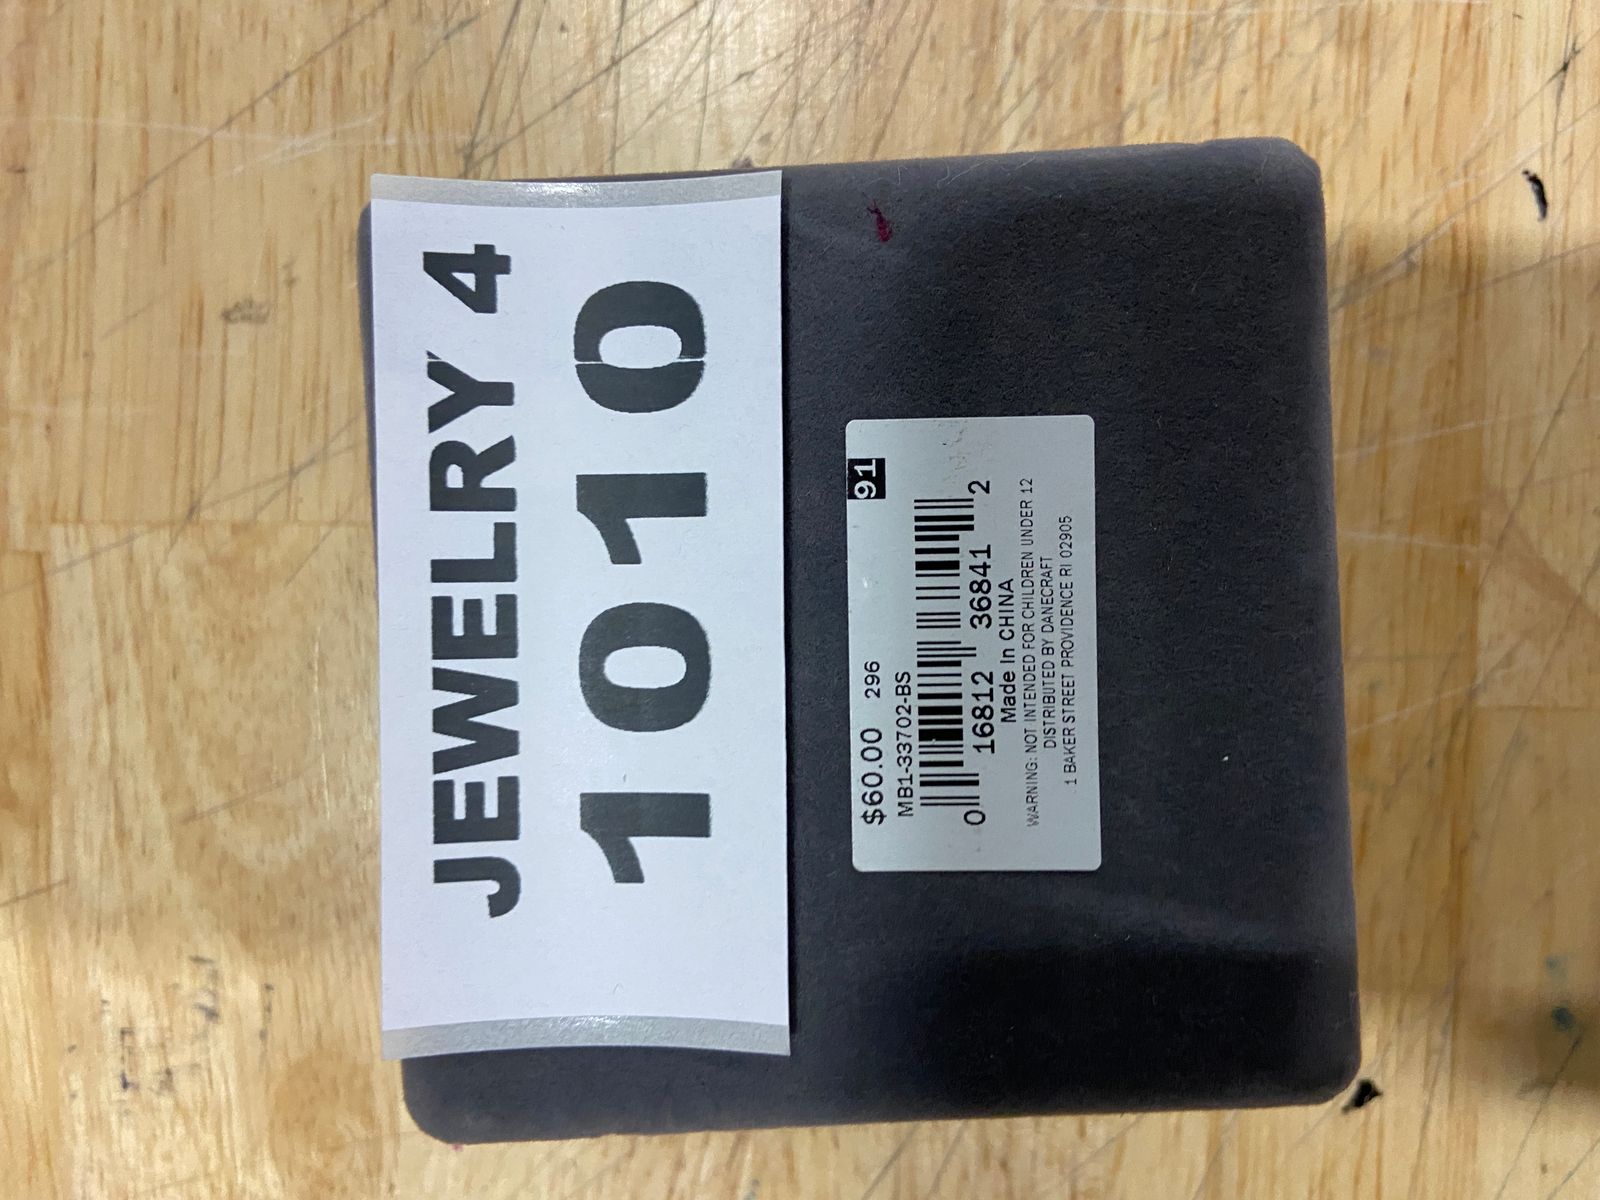 JEWELRY 4
1010
91
$60.00 296
MB1-33702-BS
0 16812 36841 2
Made In CHINA
WARNING: NOT INTENDED FOR CHILDREN UNDER 12
DISTRIBUTED BY DANECRAFT
1 BAKER STREET PROVIDENCE RI 02905